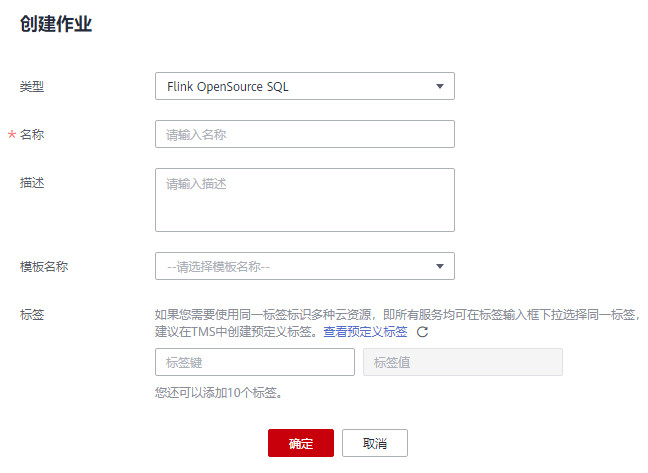 创建作业
类型
Flink OpenSource SQL
* 名称
请输入名称
描述
请输入描述
模板名称
--请选择模板名称--
标签
如果您需要使用同一标签标识多种云资源，即所有服务均可在标签输入框下拉选择同一标签，
建议在TMS中创建预定义标签。查看预定义标签
标签键
标签值
您还可以添加10个标签。
确定
取消